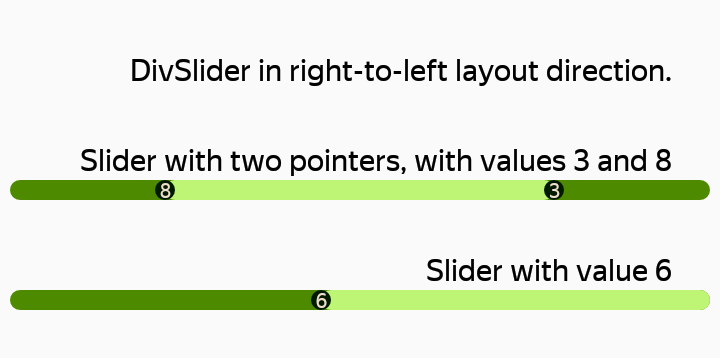 DivSlider in right-to-left layout direction.
Slider with two pointers, with values 3 and 8
8 3
Slider with value 6
6